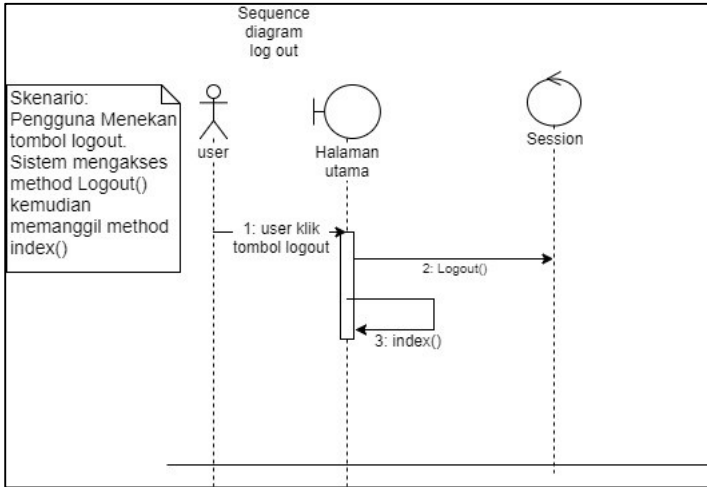 Sequence
diagram
log out
Skenario:
Pengguna Menekan
tombol logout.
Sistem mengakses
method Logout()
kemudian
memanggil method
index()
user
Halaman
utama
Session
1: user klik
tombol logout
2: Logout()
3: index()